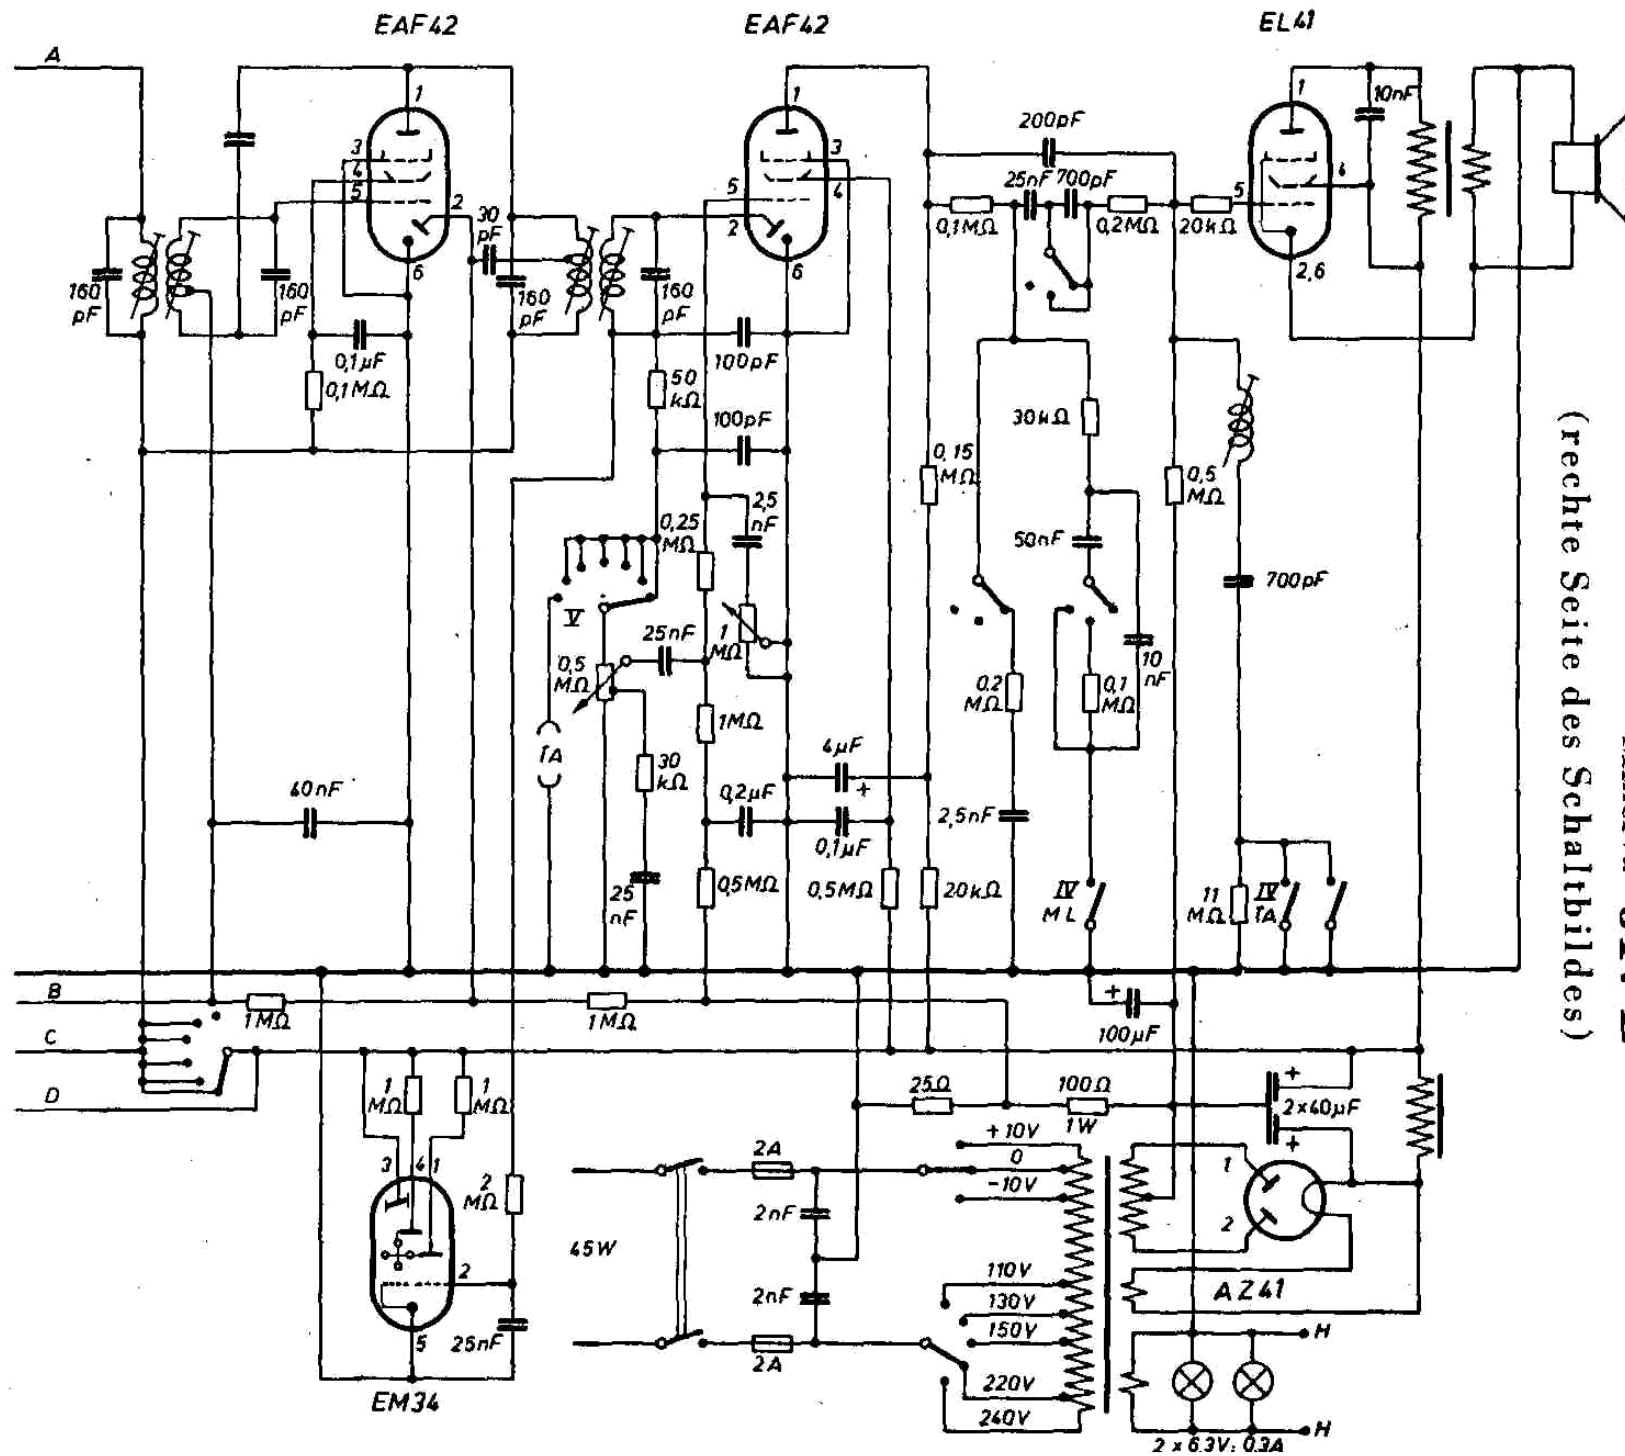 EAF42
EAF42
EL41
A
1
3
4
5
2
6
160
pF
160
pF
0,1µF
0,1MΩ
30
pF
160
pF
160
pF
1
3
4
5
2
6
100pF
50
kΩ
100pF
200pF
25nF
700pF
0,1MΩ
0,2MΩ
20kΩ
1
4
5
2,6
10nF
0,15
MΩ
30kΩ
0,5
MΩ
0,25
MΩ
2,5
nF
50nF
700pF
V
25nF
1
MΩ
0,5
MΩ
1MΩ
TA
30
kΩ
0,2
MΩ
0,1
MΩ
10
nF
40nF
4µF
+
0,2µF
0,1µF
2,5nF
25
nF
0,5MΩ
0,5MΩ
20kΩ
IV
ML
11
MΩ
IV
TA
B
1MΩ
1MΩ
+
100µF
C
D
1
MΩ
1
MΩ
3
4
1
2
MΩ
2
5
25nF
EM34
25Ω
100Ω
1W
+
2×40µF
+
2A
+10V
0
-10V
2nF
45W
2nF
2A
110V
130V
150V
220V
240V
1
2
AZ41
H
H
2 × 6,3V; 0,3A
(rechte Seite des Schaltbildes)